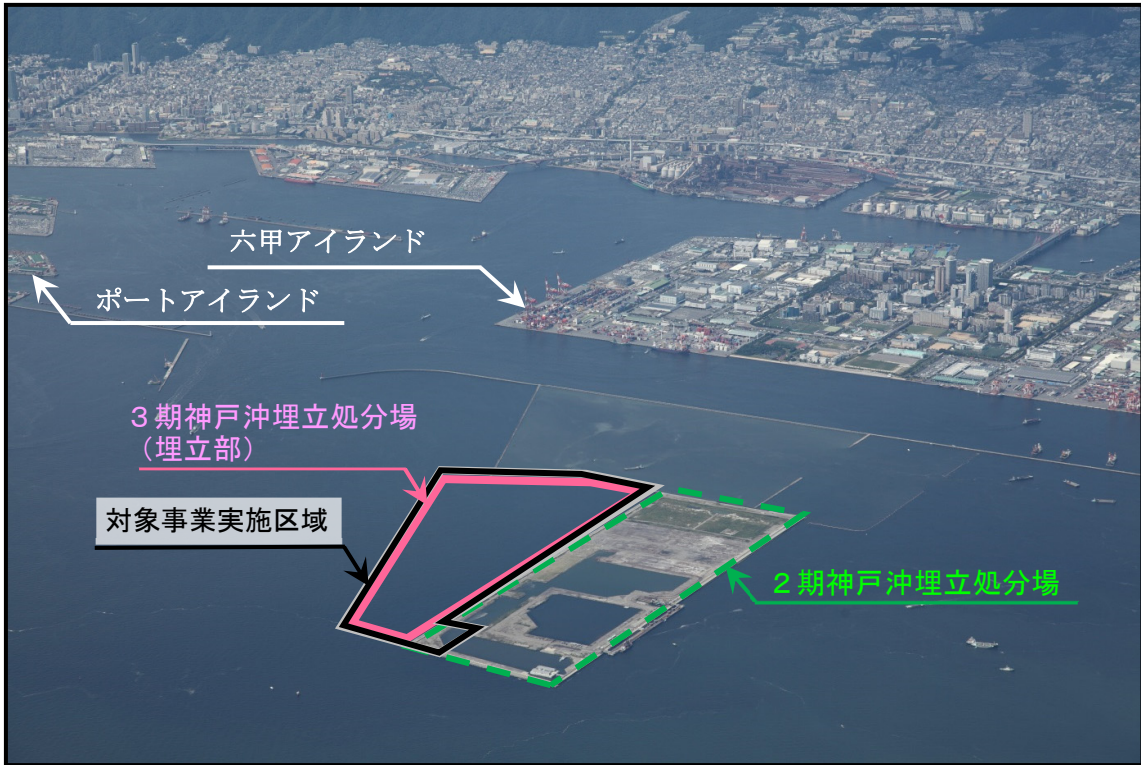 六甲アイランド
ポートアイランド
３期神戸沖埋立処分場
（埋立部）
対象事業実施区域
２期神戸沖埋立処分場